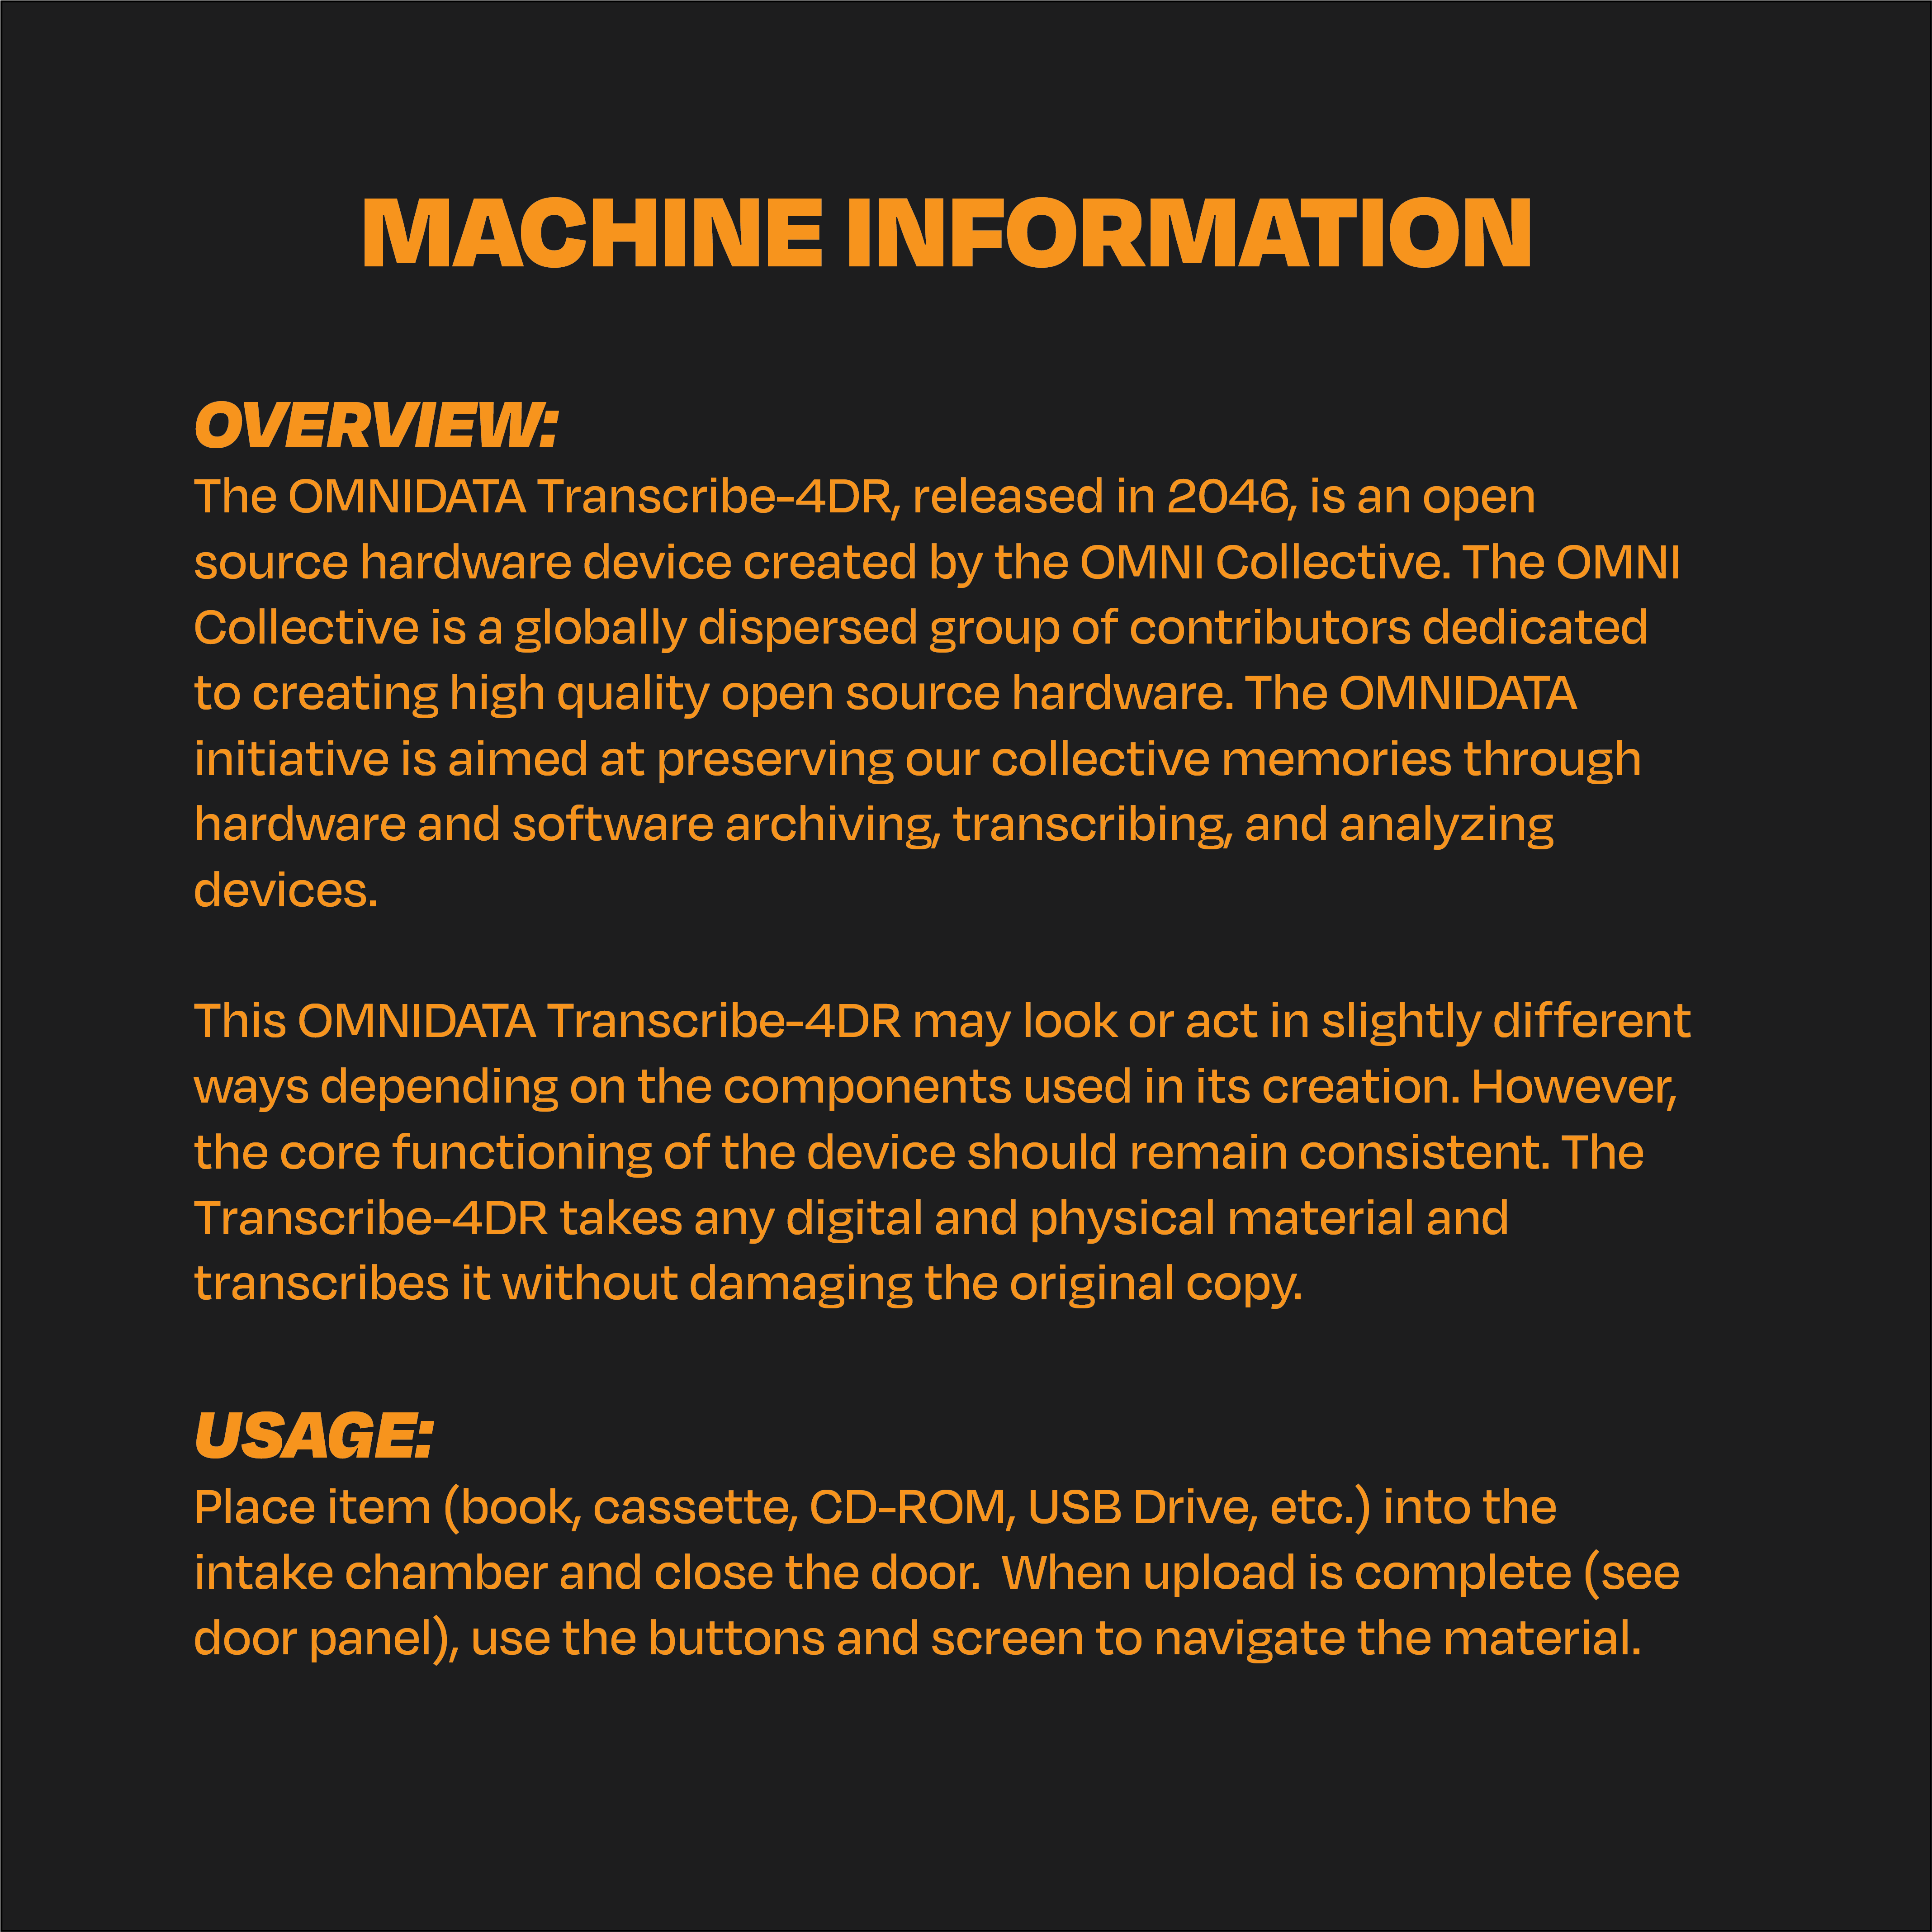 MACHINE INFORMATION
OVERVIEW:
The OMNIDATA Transcribe-4DR, released in 2046, is an open
source hardware device created by the OMNI Collective. The OMNI
Collective is a globally dispersed group of contributors dedicated
to creating high quality open source hardware. The OMNIDATA
initiative is aimed at preserving our collective memories through
hardware and software archiving, transcribing, and analyzing
devices.
This OMNIDATA Transcribe-4DR may look or act in slightly different
ways depending on the components used in its creation. However,
the core functioning of the device should remain consistent. The
Transcribe-4DR takes any digital and physical material and
transcribes it without damaging the original copy.
USAGE:
Place item (book, cassette, CD-ROM, USB Drive, etc.) into the
intake chamber and close the door.  When upload is complete (see
door panel), use the buttons and screen to navigate the material.